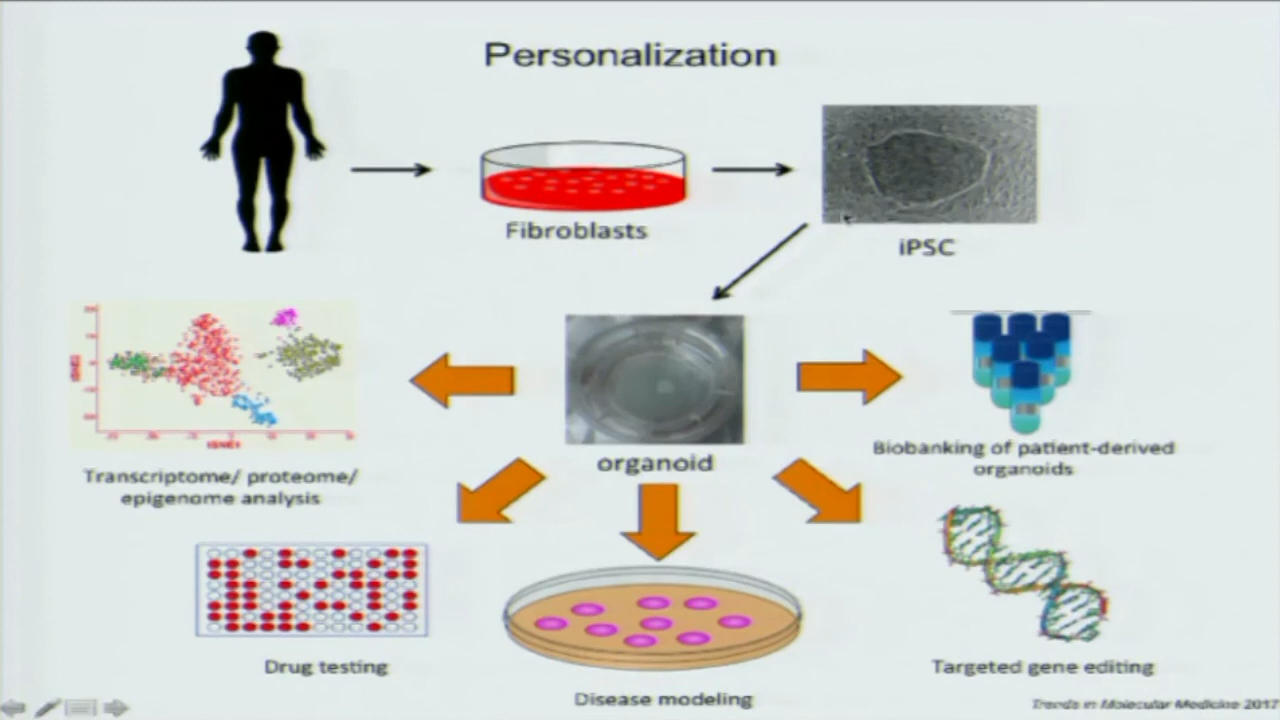 Personalization
Fibroblasts
iPSC
organoid
Biobanking of patient-derived
organoids
Transcriptome/ proteome/
epigenome analysis
Drug testing
Targeted gene editing
Disease modeling
Trends in Molecular Medicine 2017